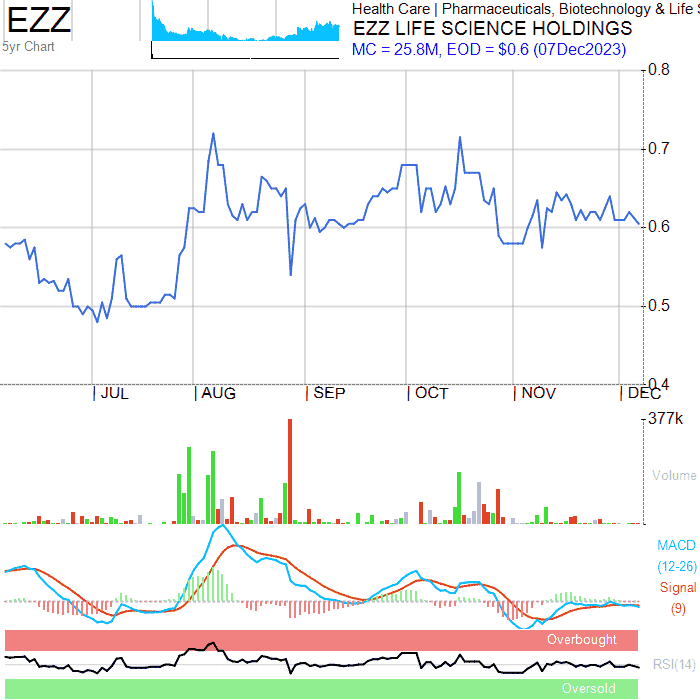 EZZ
5yr Chart
Health Care | Pharmaceuticals, Biotechnology & Life S
EZZ LIFE SCIENCE HOLDINGS
MC = 25.8M, EOD = $0.6 (07Dec2023)
0.8
0.7
0.6
0.5
0.4
JUL AUG SEP OCT NOV DEC
377k
Volume
MACD
(12-26)
Signal
(9)
Overbought
RSI(14)
Oversold